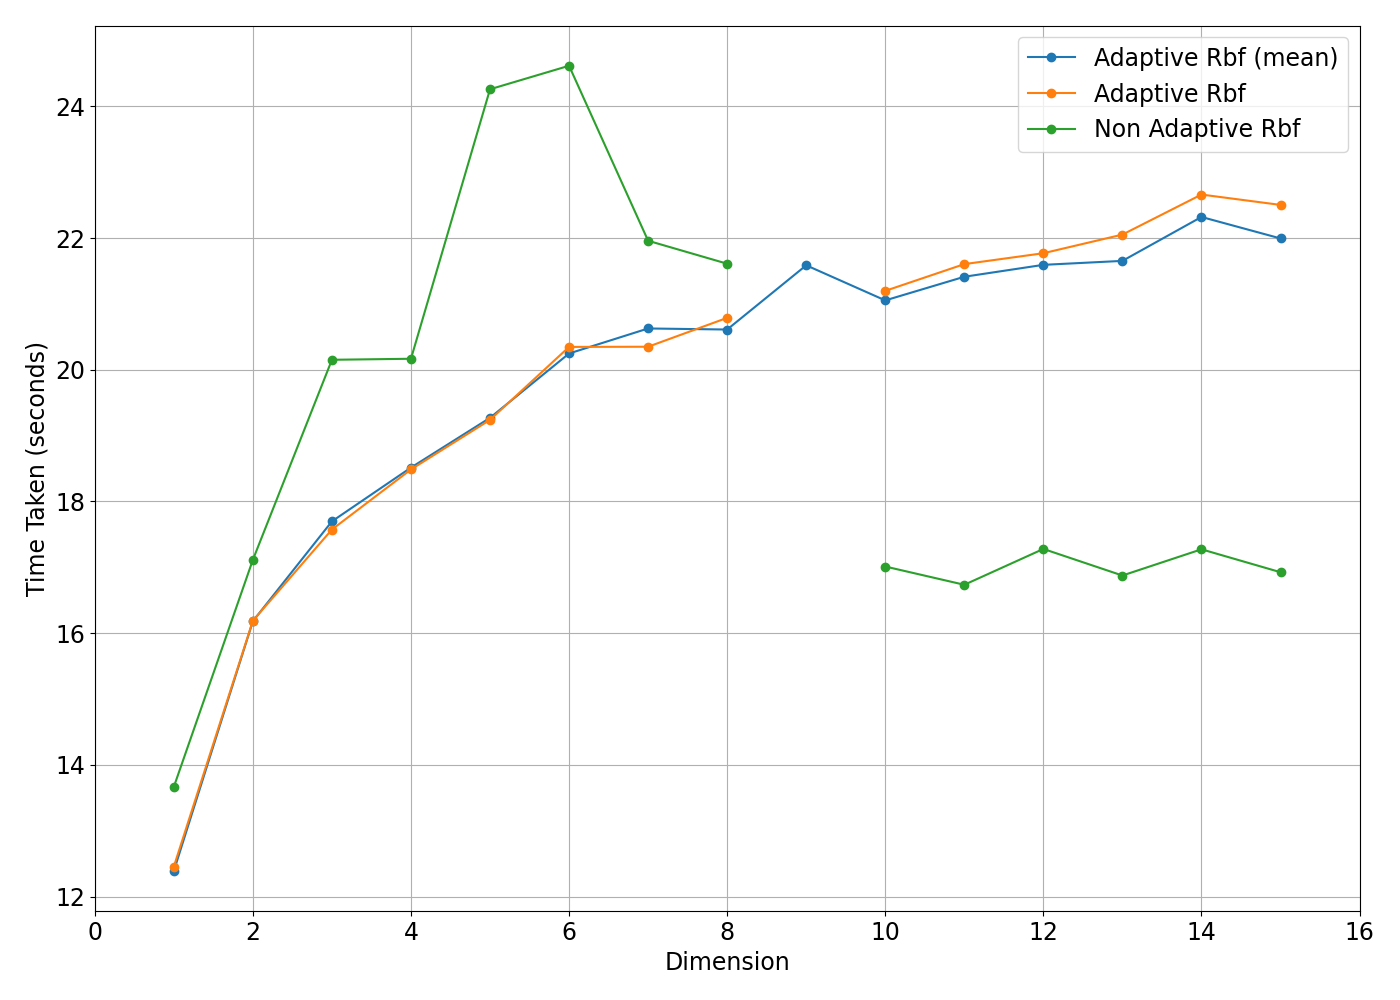 Adaptive Rbf (mean)
Adaptive Rbf
Non Adaptive Rbf
24
22
20
18
16
14
12
Time Taken (seconds)
0 2 4 6 8 10 12 14 16
Dimension